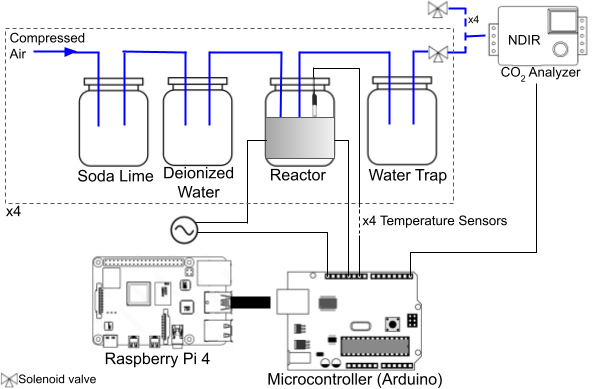 Compressed
Air
x4
NDIR
CO2 Analyzer
Soda Lime
Deionized
Water
Reactor
Water Trap
x4
x4 Temperature Sensors
Raspberry Pi 4
Microcontroller (Arduino)
Solenoid valve